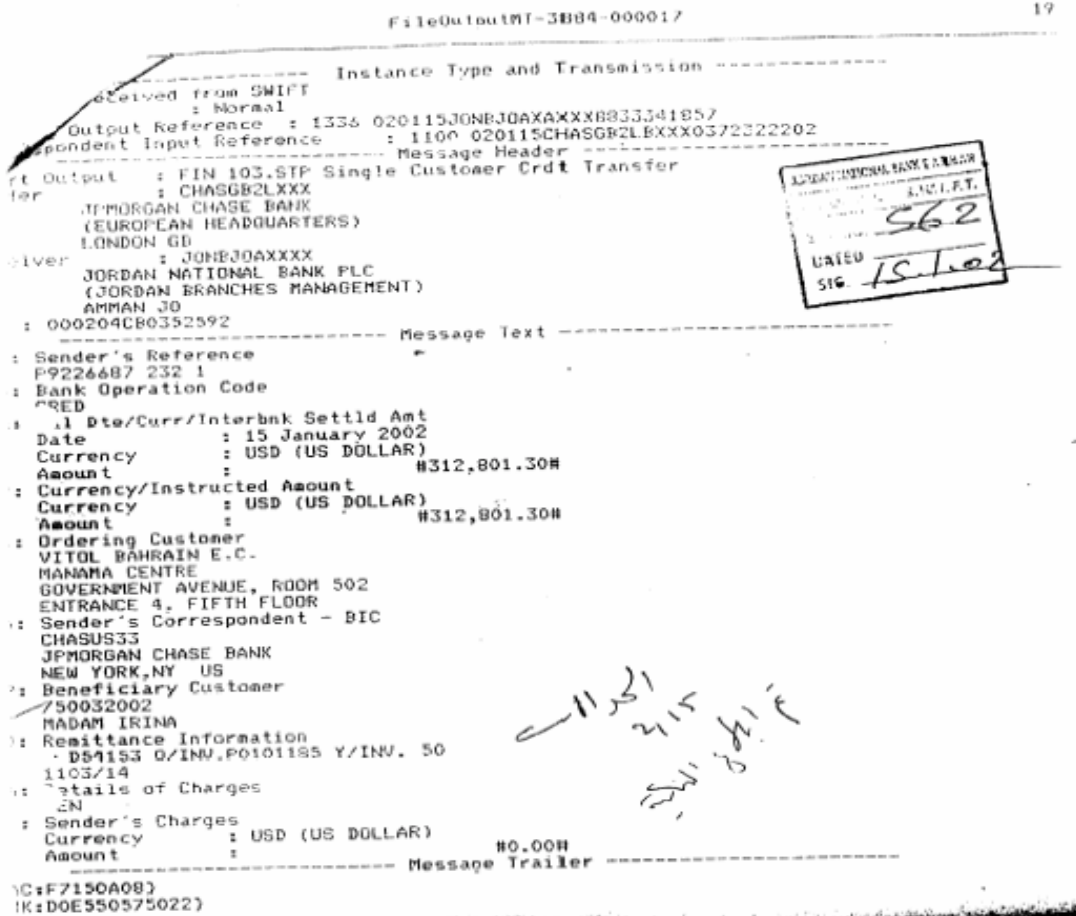 FileOutputMT-3884-000017
19
Instance Type and Transmission
eceived from SWIFT
: Normal
Output Reference : 1336 020115JONBJOAXAXXX8833341857
spondent Input Reference : 1100 020115CHASGB2LBXXX0372322202
Message Header
rt Output : FIN 103.STP Single Customer Crdt Transfer
der : CHASGB2LXXX
JPMORGAN CHASE BANK
(EUROPEAN HEADQUARTERS)
LONDON GB
eiver : JONBJOAXXXX
JORDAN NATIONAL BANK PLC
(JORDAN BRANCHES MANAGEMENT)
AMMAN JO
: 000204CB0352592
S.W.I.F.T.
562
DATED
SIG. 15.1.02
Message Text
: Sender's Reference
P9226687 232 1
: Bank Operation Code
CRED
: l Dte/Curr/Interbnk Settld Amt
Date : 15 January 2002
Currency : USD (US DOLLAR)
Amount : #312,801.30#
: Currency/Instructed Amount
Currency : USD (US DOLLAR)
Amount : #312,801.30#
: Ordering Customer
VITOL BAHRAIN E.C.
MANAMA CENTRE
GOVERNMENT AVENUE, ROOM 502
ENTRANCE 4, FIFTH FLOOR
: Sender's Correspondent - BIC
CHASUS33
JPMORGAN CHASE BANK
NEW YORK,NY US
: Beneficiary Customer
/750032002
MADAM IRINA
: Remittance Information
D54153 O/INV.P0101185 Y/INV. 50
1103/14
: Details of Charges
EN
: Sender's Charges
Currency : USD (US DOLLAR)
Amount : #0.00#
Message Trailer
C:F7150A08}
K:D0E550575022}